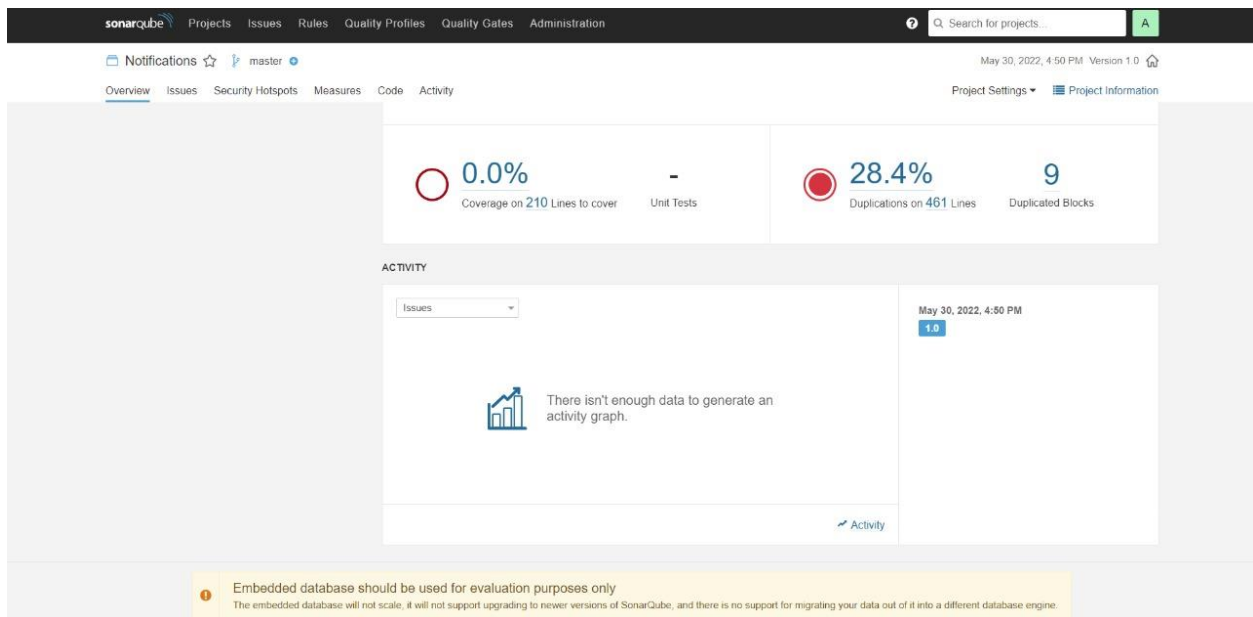 sonarqube Projects Issues Rules Quality Profiles Quality Gates Administration ? Search for projects... A
Notifications master May 30, 2022, 4:50 PM Version 1.0
Overview Issues Security Hotspots Measures Code Activity Project Settings Project Information
0.0% - 28.4% 9
Coverage on 210 Lines to cover Unit Tests Duplications on 461 Lines Duplicated Blocks
ACTIVITY
Issues
May 30, 2022, 4:50 PM
1.0
There isn't enough data to generate an
activity graph.
Activity
Embedded database should be used for evaluation purposes only
The embedded database will not scale, it will not support upgrading to newer versions of SonarQube, and there is no support for migrating your data out of it into a different database engine.